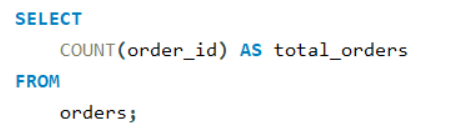 SELECT
    COUNT(order_id) AS total_orders
FROM
    orders;